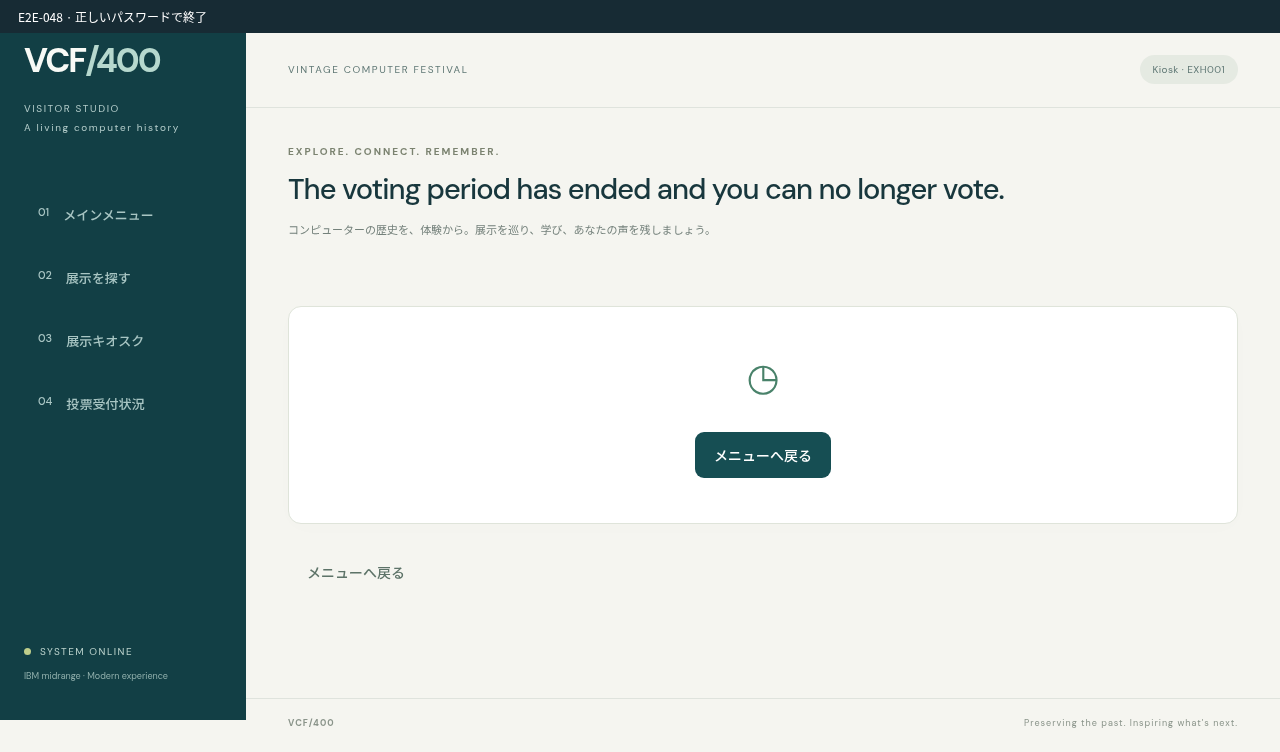 E2E-048 · 正しいパスワードで終了
VCF/400
VISITOR STUDIO
A living computer history
01 メインメニュー
02 展示を探す
03 展示キオスク
04 投票受付状況
SYSTEM ONLINE
IBM midrange · Modern experience
VINTAGE COMPUTER FESTIVAL
Kiosk · EXH001
EXPLORE. CONNECT. REMEMBER.
The voting period has ended and you can no longer vote.
コンピューターの歴史を、体験から。展示を巡り、学び、あなたの声を残しましょう。
メニューへ戻る
メニューへ戻る
VCF/400
Preserving the past. Inspiring what's next.